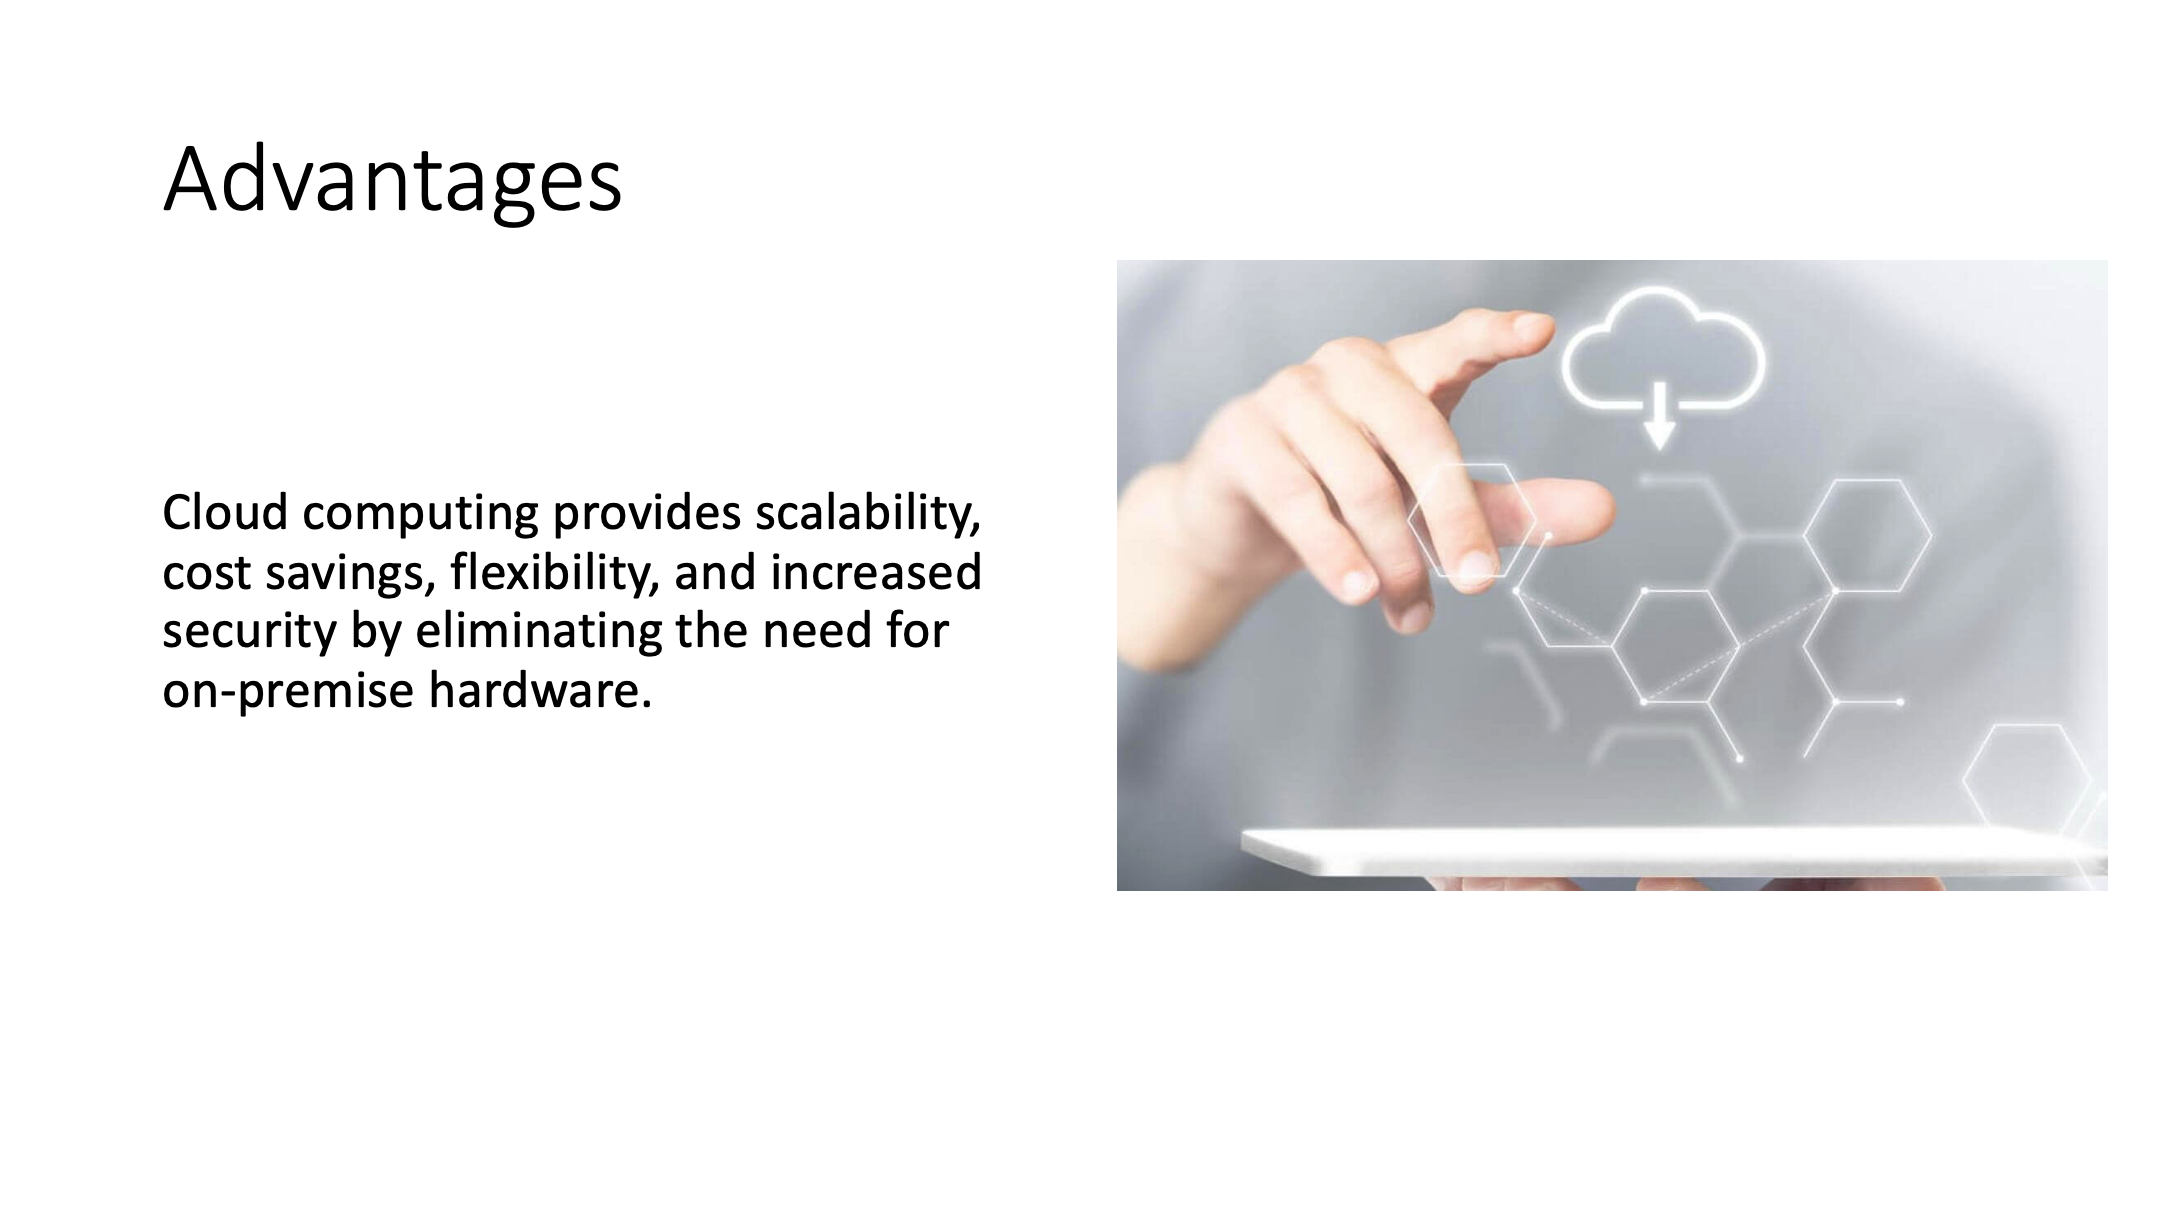 Advantages
Cloud computing provides scalability,
cost savings, flexibility, and increased
security by eliminating the need for
on-premise hardware.